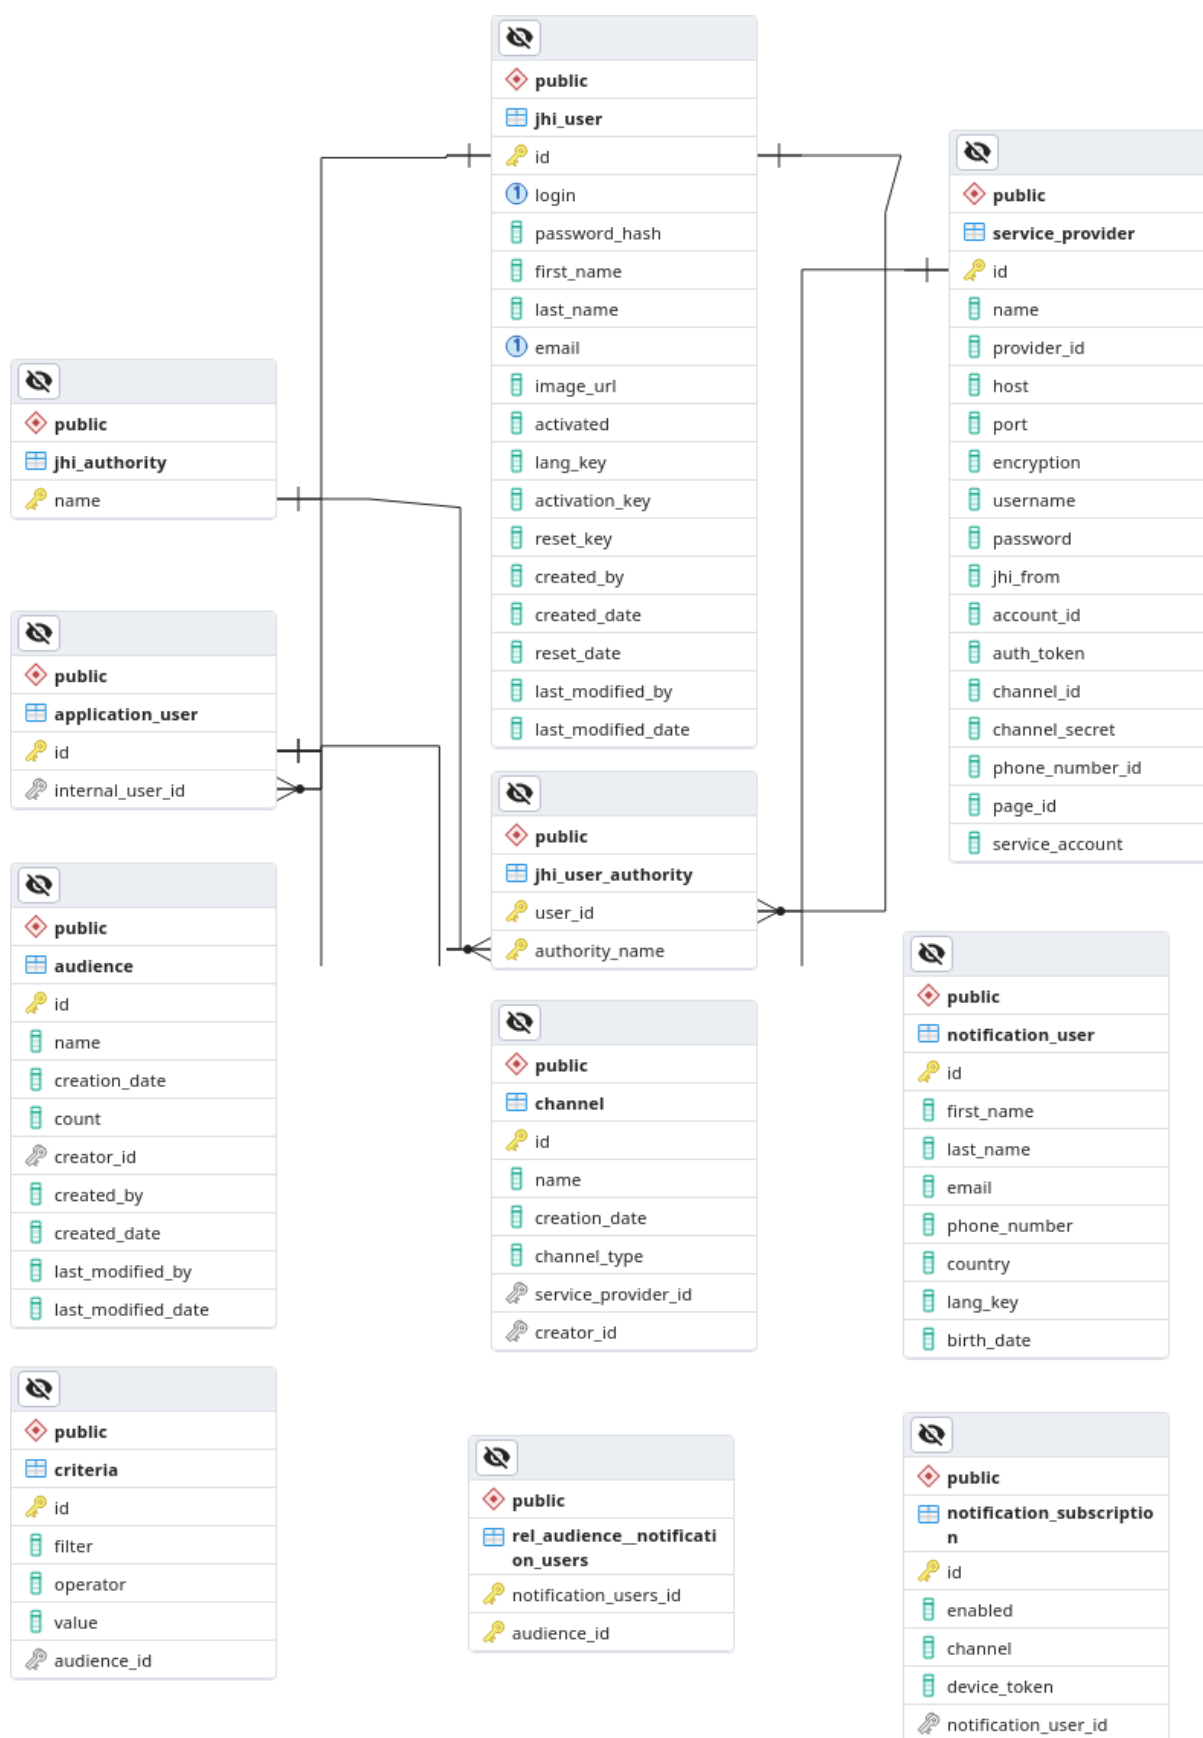 public
jhi_user
id
login
password_hash
first_name
last_name
email
image_url
activated
lang_key
activation_key
reset_key
created_by
created_date
reset_date
last_modified_by
last_modified_date
public
service_provider
id
name
provider_id
host
port
encryption
username
password
jhi_from
account_id
auth_token
channel_id
channel_secret
phone_number_id
page_id
service_account
public
jhi_authority
name
public
application_user
id
internal_user_id
public
jhi_user_authority
user_id
authority_name
public
audience
id
name
creation_date
count
creator_id
created_by
created_date
last_modified_by
last_modified_date
public
channel
id
name
creation_date
channel_type
service_provider_id
creator_id
public
notification_user
id
first_name
last_name
email
phone_number
country
lang_key
birth_date
public
criteria
id
filter
operator
value
audience_id
public
rel_audience__notificati
on_users
notification_users_id
audience_id
public
notification_subscriptio
n
id
enabled
channel
device_token
notification_user_id